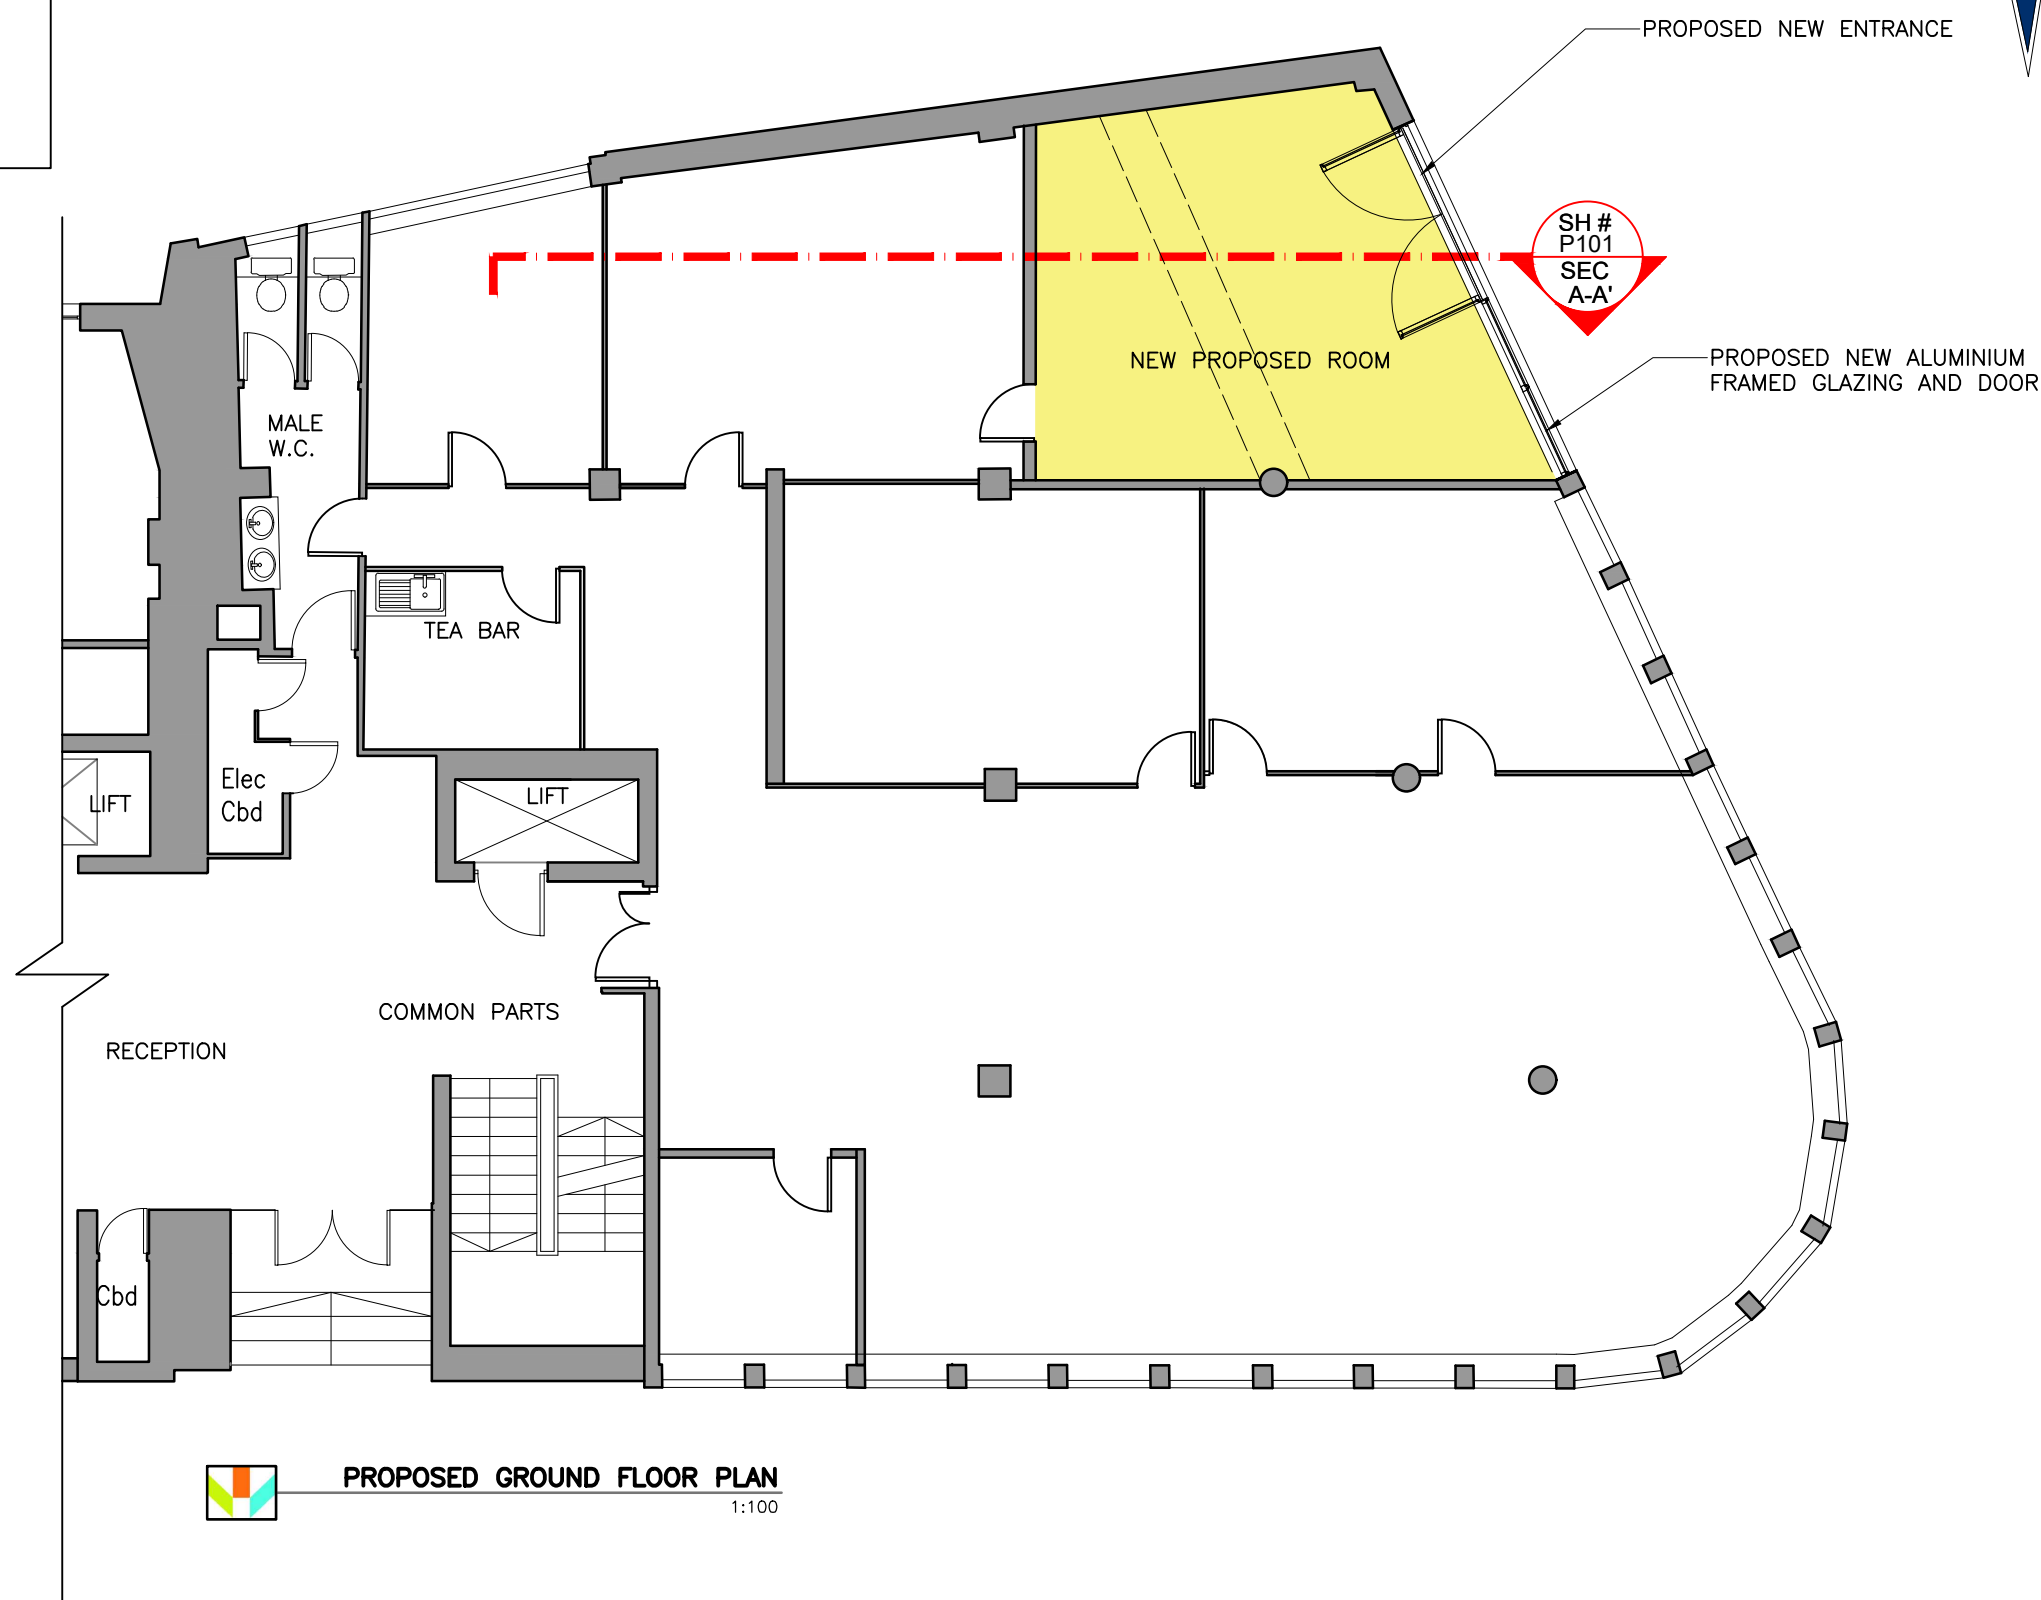 PROPOSED NEW ENTRANCE
SH #
P101
SEC
A-A'
NEW PROPOSED ROOM
PROPOSED NEW ALUMINIUM
FRAMED GLAZING AND DOOR
MALE
W.C.
TEA BAR
Elec
Cbd
LIFT
LIFT
COMMON PARTS
RECEPTION
Cbd
PROPOSED GROUND FLOOR PLAN
1:100